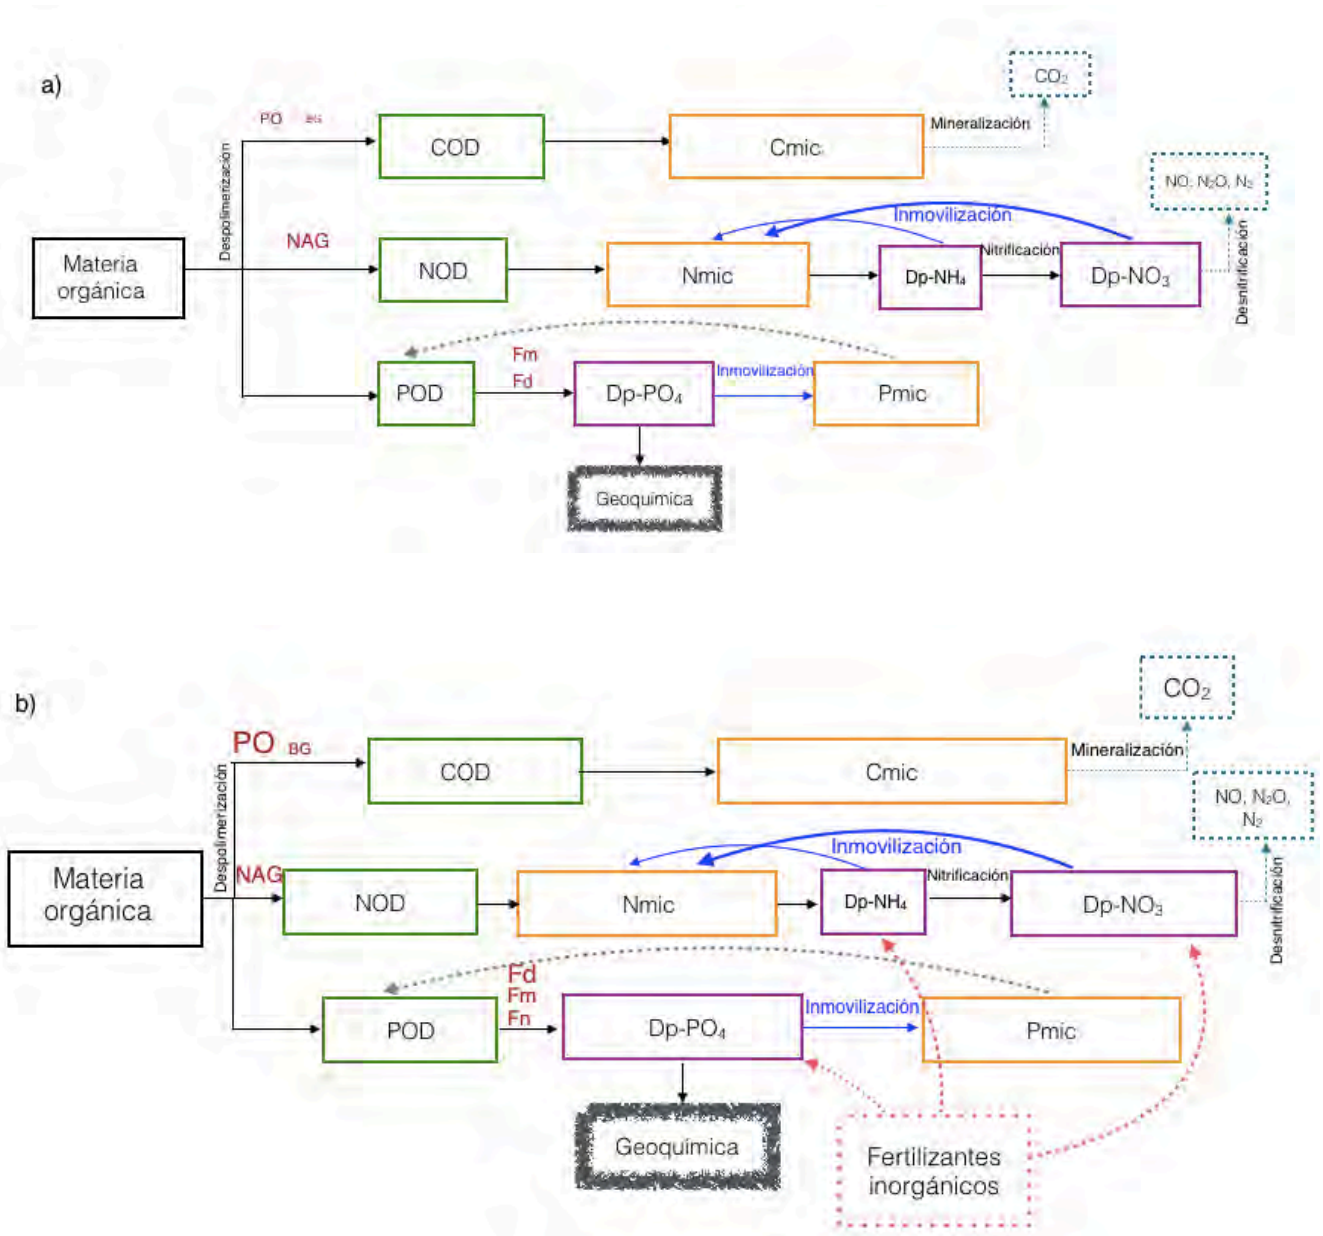 a)
CO₂
PO BG
COD
Cmic
Mineralización
NO, N₂O, N₂
Despolimerización
Inmovilización
NAG
Nitrificación
Materia
orgánica
NOD
Nmic
Dp-NH₄
Dp-NO₃
Desnitrificación
Fm
Fd
Inmovilización
POD
Dp-PO₄
Pmic
Geoquímica
b)
CO₂
PO BG
COD
Cmic
Mineralización
NO, N₂O,
N₂
Despolimerización
Inmovilización
NAG
Nitrificación
Materia
orgánica
NOD
Nmic
Dp-NH₄
Dp-NO₃
Desnitrificación
Fd
Fm
Fn
Inmovilización
POD
Dp-PO₄
Pmic
Geoquímica
Fertilizantes
inorgánicos